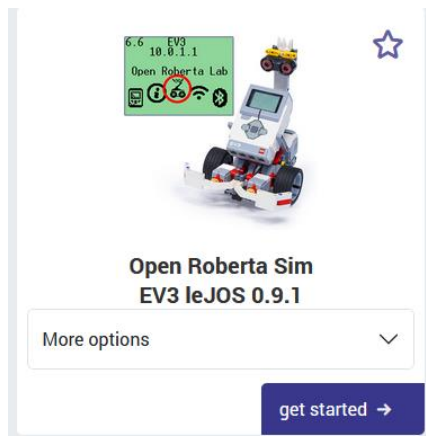 6.6 EV3
10.0.1.1
Open Roberta Lab
Open Roberta Sim
EV3 leJOS 0.9.1
More options
get started →